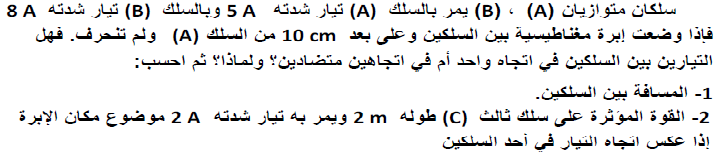 سلكان متوازيان (A) ، (B) يمر بالسلك (A) تيار شدته 5 A وبالسلك (B) تيار شدته 8 A
فإذا وضعت إبرة مغناطيسية بين السلكين وعلى بعد 10 cm من السلك (A) ولم تنحرف. فهل
التيارين بين السلكين في اتجاه واحد أم في اتجاهين متضادين؟ ولماذا؟ ثم احسب:
1- المسافة بين السلكين.
2- القوة المؤثرة على سلك ثالث (C) طوله 2 m ويمر به تيار شدته 2 A موضوع مكان الإبرة
إذا عكس اتجاه التيار في أحد السلكين